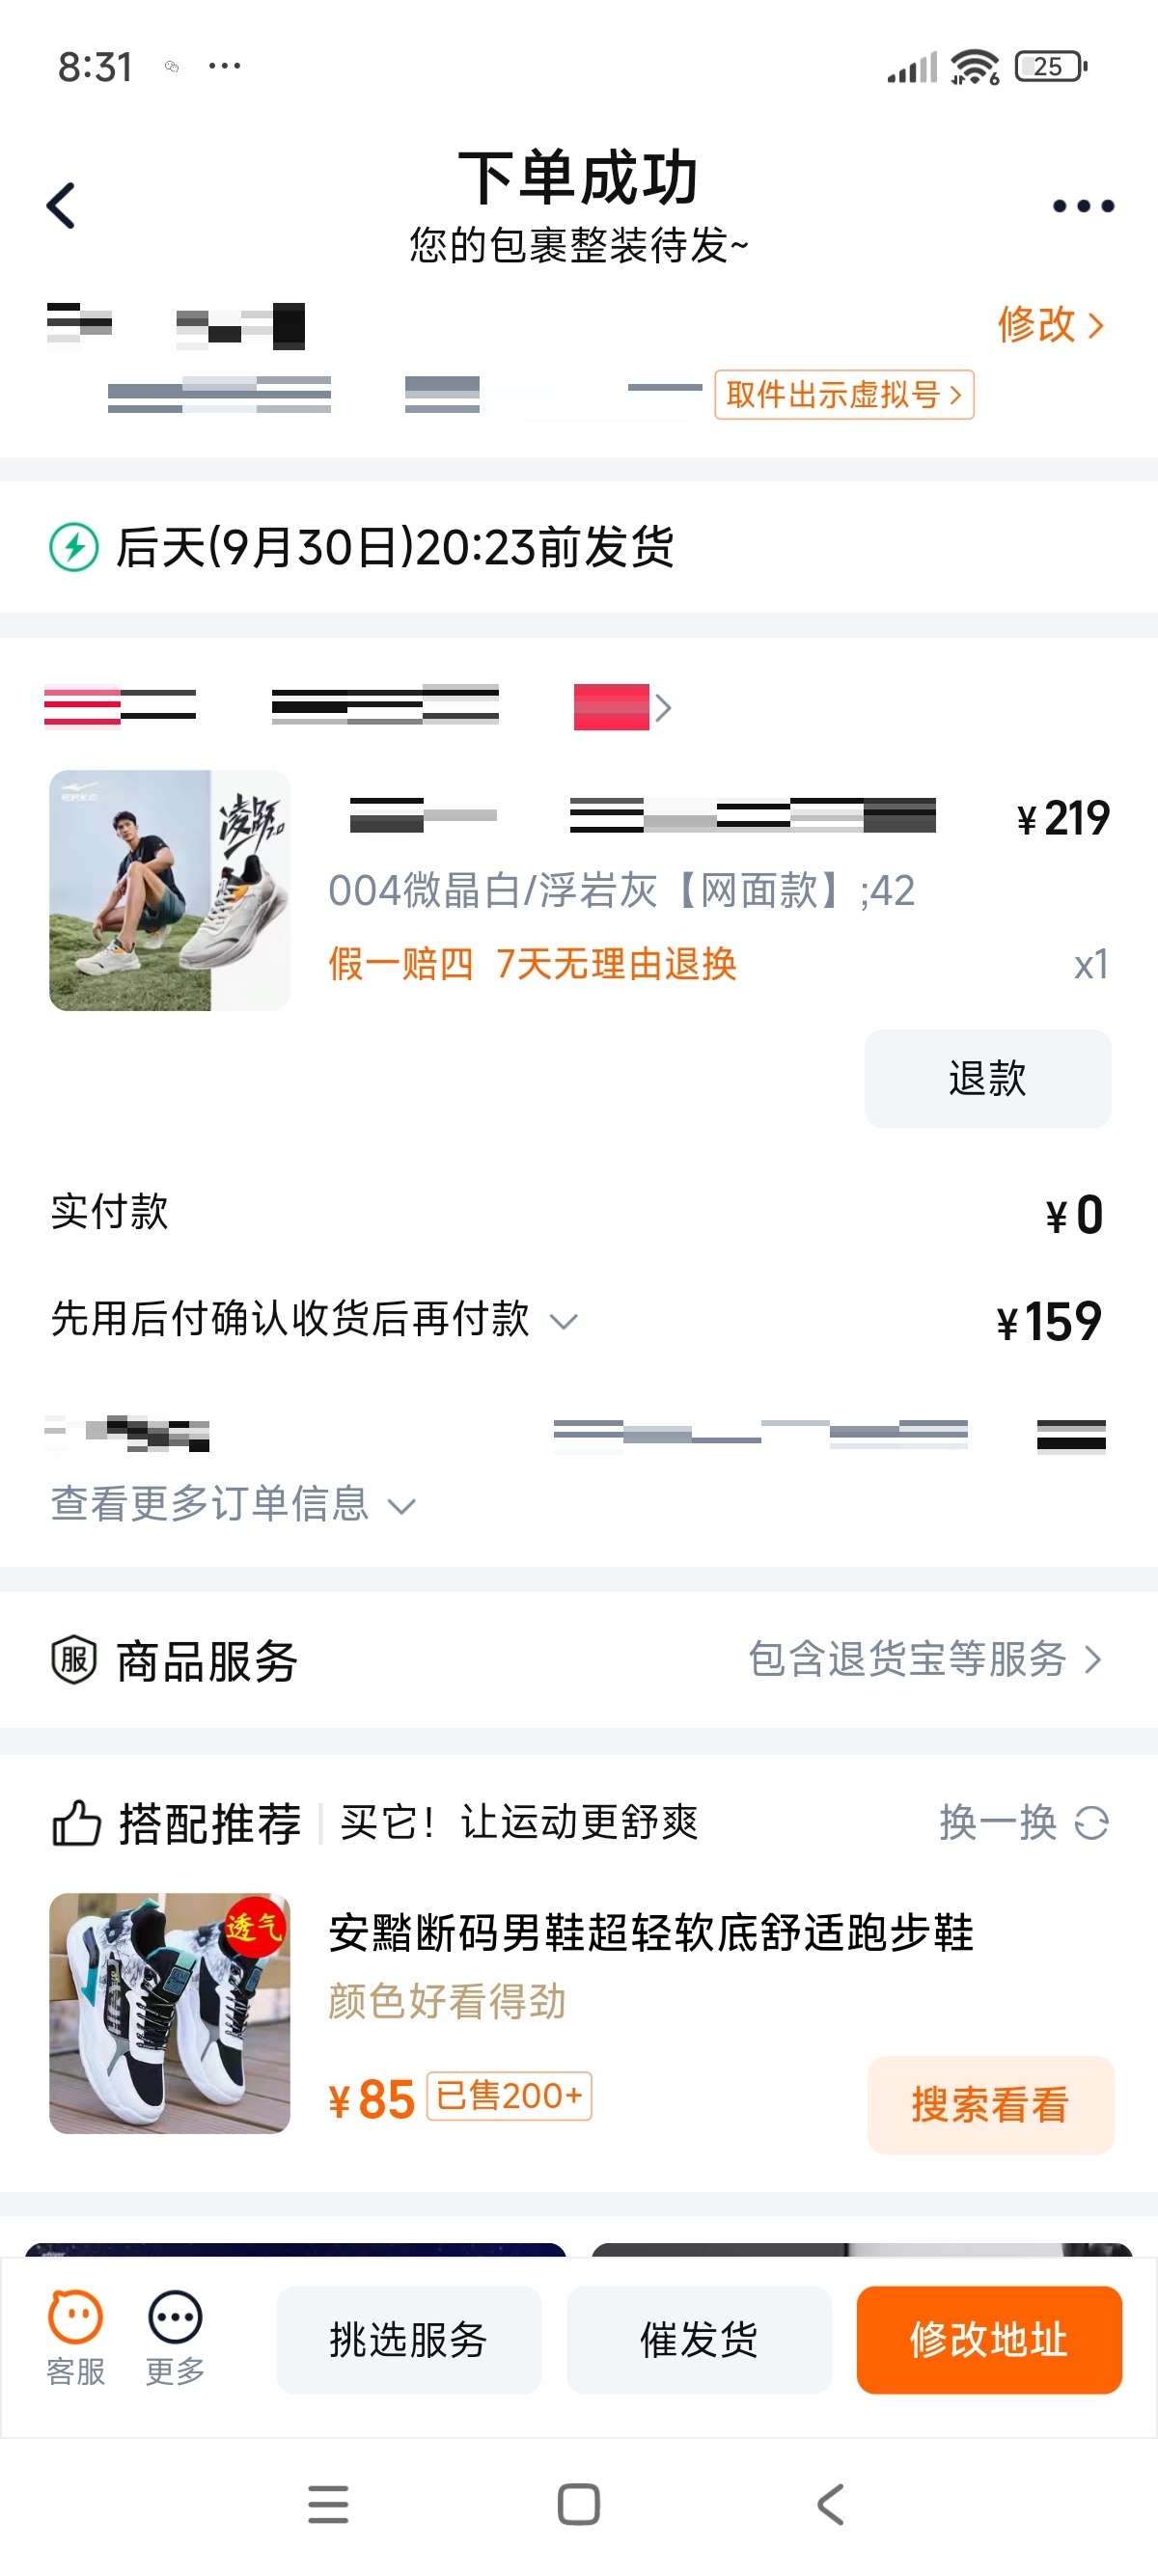 8:31
6
25
下单成功
您的包裹整装待发~
修改
取件出示虚拟号
后天(9月30日)20:23前发货
凌跃7.0
¥219
004微晶白/浮岩灰【网面款】;42
假一赔四 7天无理由退换
x1
退款
实付款 ¥0
先用后付确认收货后再付款 ¥159
查看更多订单信息
服 商品服务 包含退货宝等服务
搭配推荐 买它！让运动更舒爽 换一换
透气
安黯断码男鞋超轻软底舒适跑步鞋
颜色好看得劲
¥85 已售200+
搜索看看
客服 更多 挑选服务 催发货 修改地址